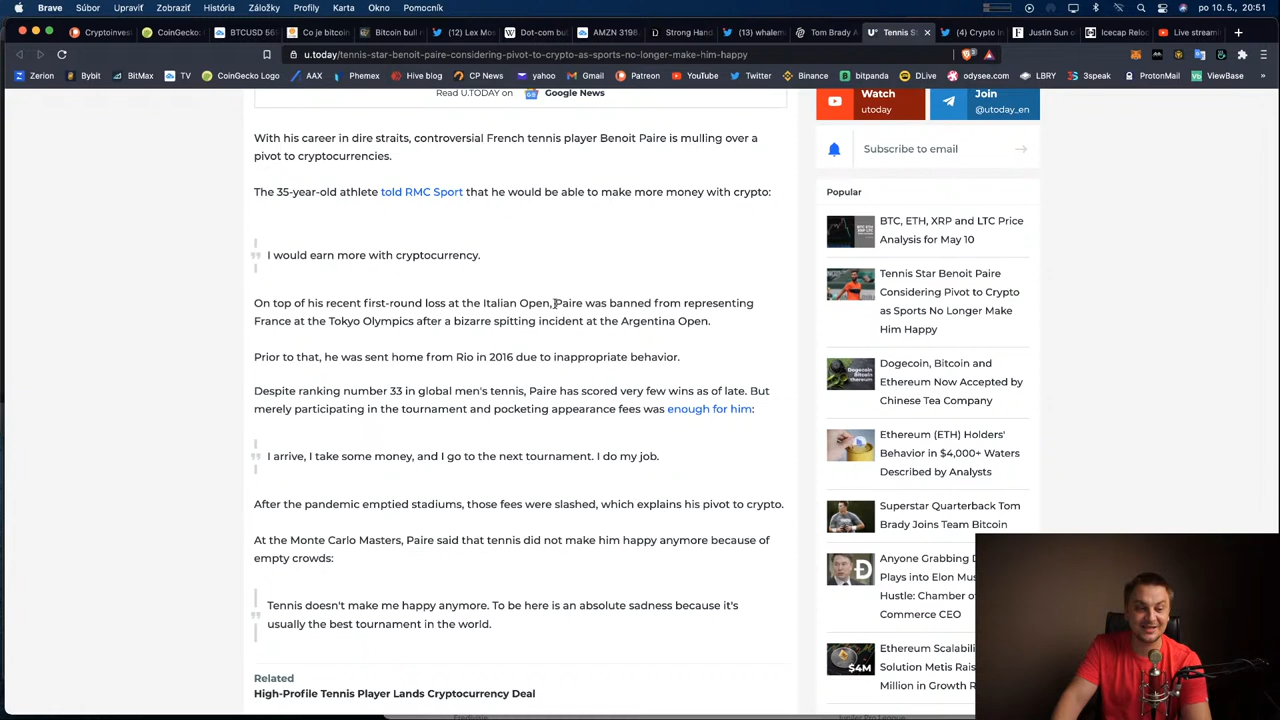 Brave Súbor Upraviť Zobraziť História Záložky Profily Karta Okno Pomocník po 10. 5., 20:51
Cryptoinvest CoinGecko: BTCUSD 565 Co je bitcoin Bitcoin bull r (12) Lex Mos Dot-com bu AMZN 3198. Strong Hand. (13) whalem Tom Brady A Tennis St (4) Crypto In Justin Sun o Icecap Reloc Live streami
u.today/tennis-star-benoit-paire-considering-pivot-to-crypto-as-sports-no-longer-make-him-happy
Zerion Bybit BitMax TV CoinGecko Logo AAX Phemex Hive blog CP News yahoo Gmail Patreon YouTube Twitter Binance bitpanda DLive odysee.com LBRY 3speak ProtonMail ViewBase
Read U.TODAY on Google News
With his career in dire straits, controversial French tennis player Benoit Paire is mulling over a
pivot to cryptocurrencies.
The 35-year-old athlete told RMC Sport that he would be able to make more money with crypto:
I would earn more with cryptocurrency.
On top of his recent first-round loss at the Italian Open, Paire was banned from representing
France at the Tokyo Olympics after a bizarre spitting incident at the Argentina Open.
Prior to that, he was sent home from Rio in 2016 due to inappropriate behavior.
Despite ranking number 33 in global men's tennis, Paire has scored very few wins as of late. But
merely participating in the tournament and pocketing appearance fees was enough for him:
I arrive, I take some money, and I go to the next tournament. I do my job.
After the pandemic emptied stadiums, those fees were slashed, which explains his pivot to crypto.
At the Monte Carlo Masters, Paire said that tennis did not make him happy anymore because of
empty crowds:
Tennis doesn't make me happy anymore. To be here is an absolute sadness because it's
usually the best tournament in the world.
Related
High-Profile Tennis Player Lands Cryptocurrency Deal
Watch
utoday
Join
@utoday_en
Subscribe to email
Popular
BTC, ETH, XRP and LTC Price
Analysis for May 10
Tennis Star Benoit Paire
Considering Pivot to Crypto
as Sports No Longer Make
Him Happy
Dogecoin, Bitcoin and
Ethereum Now Accepted by
Chinese Tea Company
Ethereum (ETH) Holders'
Behavior in $4,000+ Waters
Described by Analysts
Superstar Quarterback Tom
Brady Joins Team Bitcoin
Anyone Grabbing D
Plays into Elon Mus
Hustle: Chamber of
Commerce CEO
Ethereum Scalabili
Solution Metis Rais
Million in Growth R
$4M